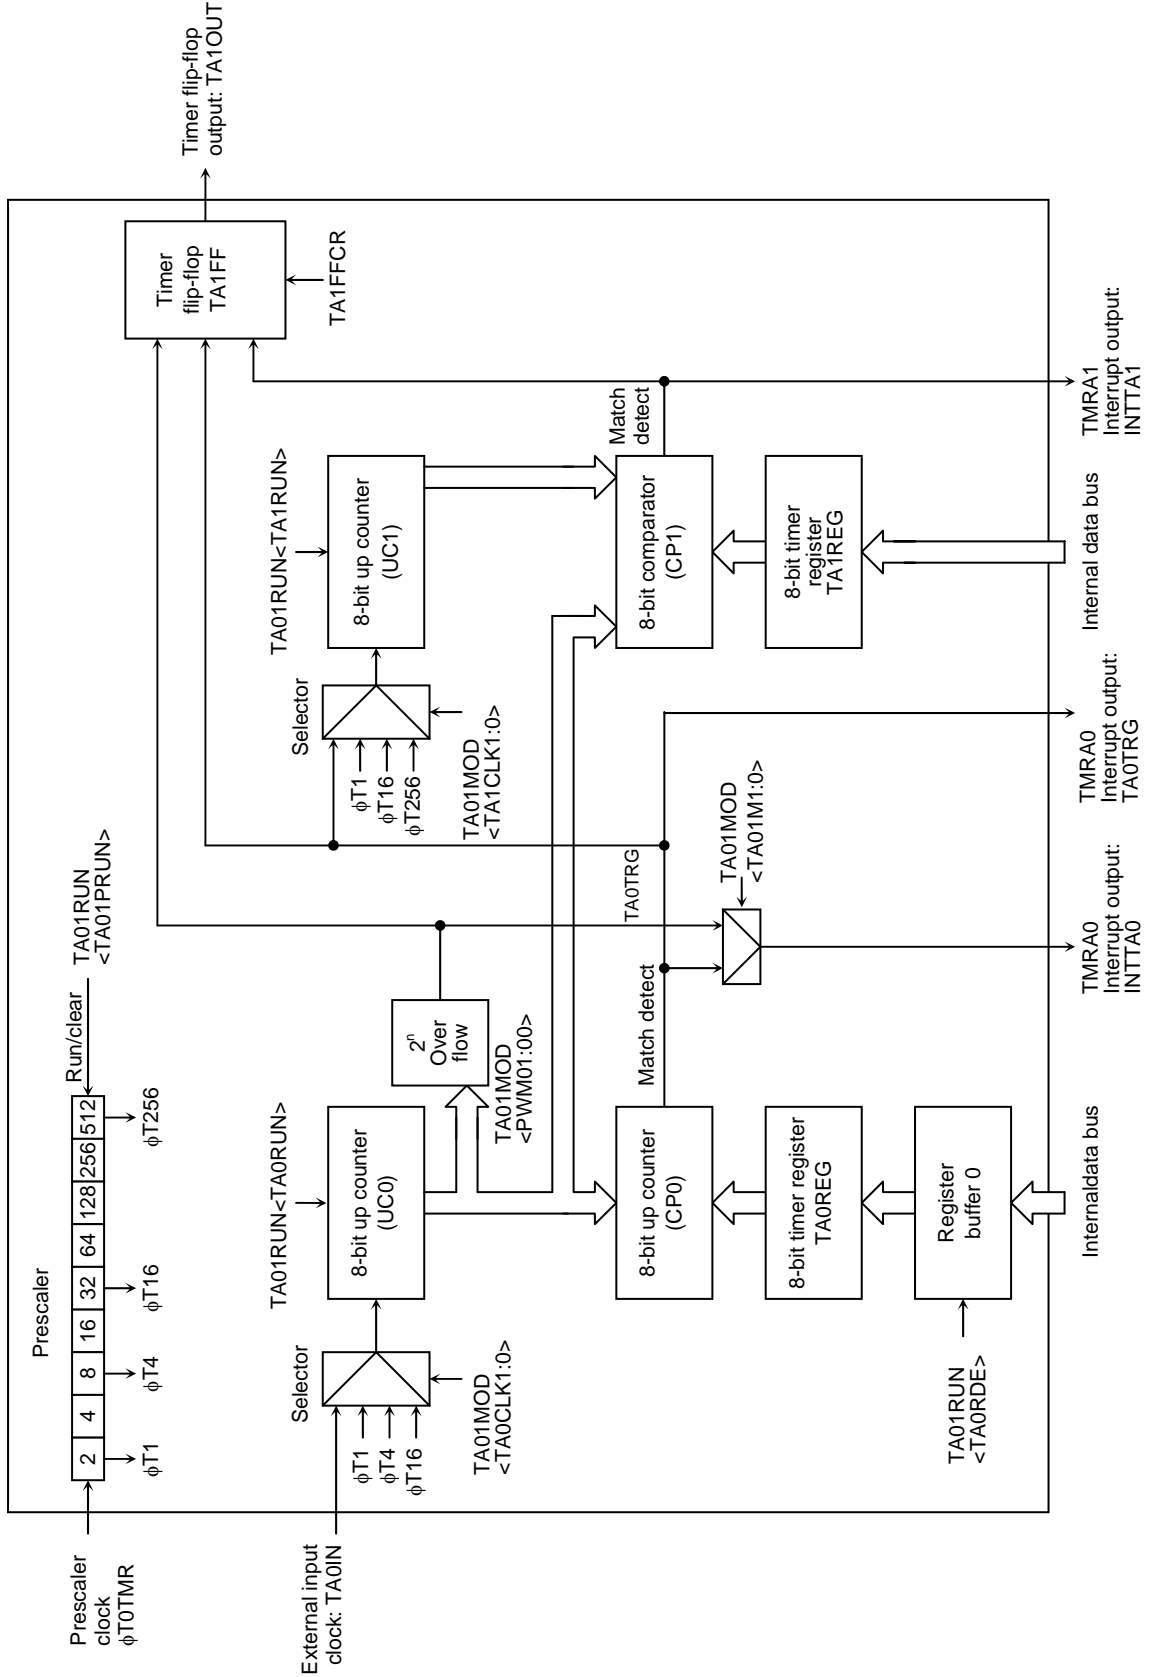 Prescaler
Prescaler
clock
φT0TMR
2
4
8
16
32
64
128
256
512
Run/clear
TA01RUN
<TA01PRUN>
φT1
φT4
φT16
φT256
External input
clock: TA0IN
Selector
φT1
φT4
φT16
TA01MOD
<TA0CLK1:0>
TA01RUN<TA0RUN>
8-bit up counter
(UC0)
2n
Over
flow
TA01MOD
<PWM01:00>
Selector
φT1
φT16
φT256
TA01MOD
<TA1CLK1:0>
TA01RUN<TA1RUN>
8-bit up counter
(UC1)
Timer
flip-flop
TA1FF
TA1FFCR
Timer flip-flop
output: TA1OUT
8-bit up counter
(CP0)
Match detect
TA0TRG
8-bit comparator
(CP1)
Match
detect
8-bit timer register
TA0REG
TA01MOD
<TA01M1:0>
8-bit timer
register
TA1REG
TA01RUN
<TA0RDE>
Register
buffer 0
Internaldata bus
TMRA0
Interrupt output:
INTTA0
TMRA0
Interrupt output:
TA0TRG
Internal data bus
TMRA1
Interrupt output:
INTTA1